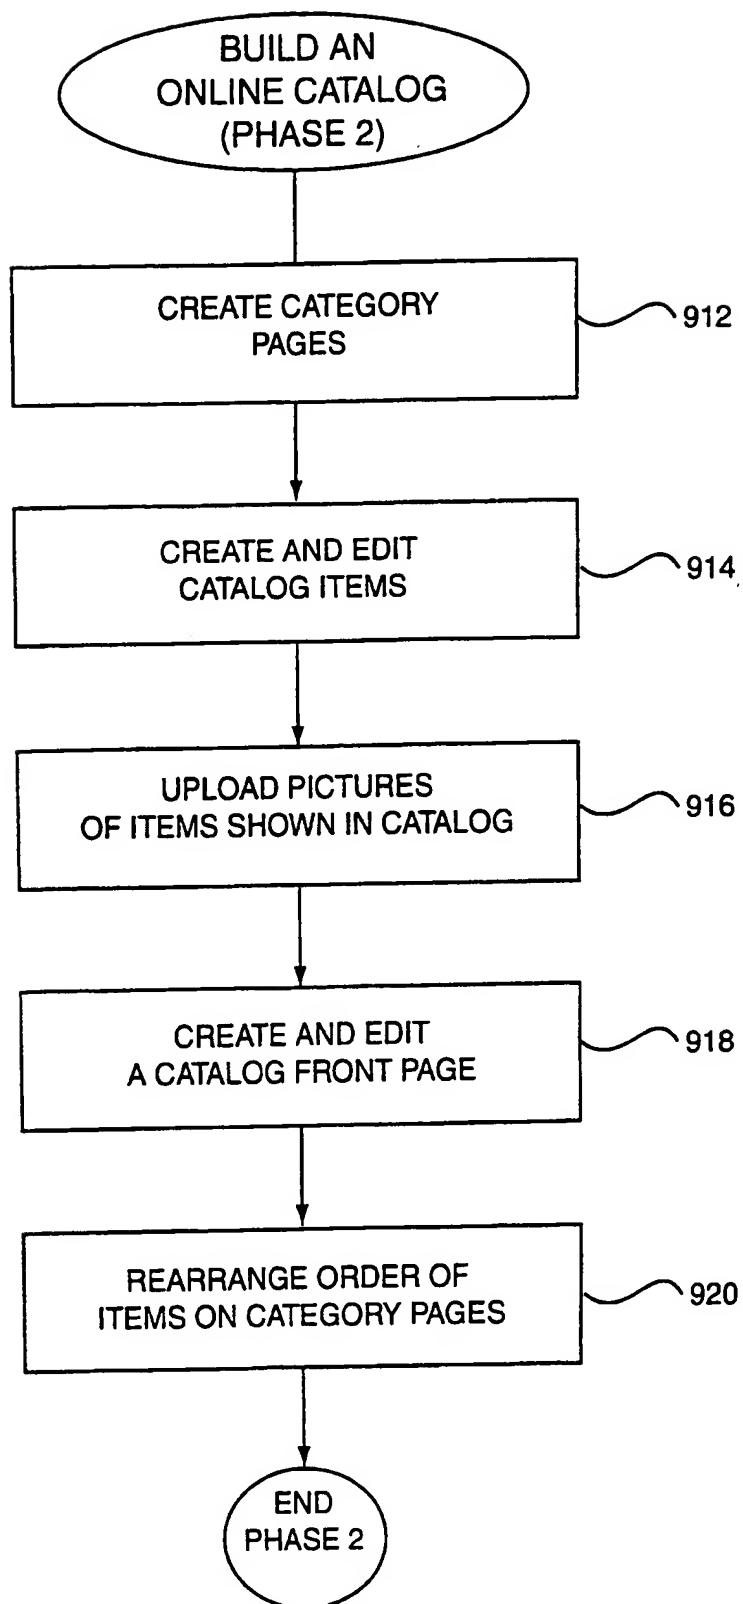 BUILD AN
ONLINE CATALOG
(PHASE 2)
CREATE CATEGORY
PAGES
912
CREATE AND EDIT
CATALOG ITEMS
914
UPLOAD PICTURES
OF ITEMS SHOWN IN CATALOG
916
CREATE AND EDIT
A CATALOG FRONT PAGE
918
REARRANGE ORDER OF
ITEMS ON CATEGORY PAGES
920
END
PHASE 2